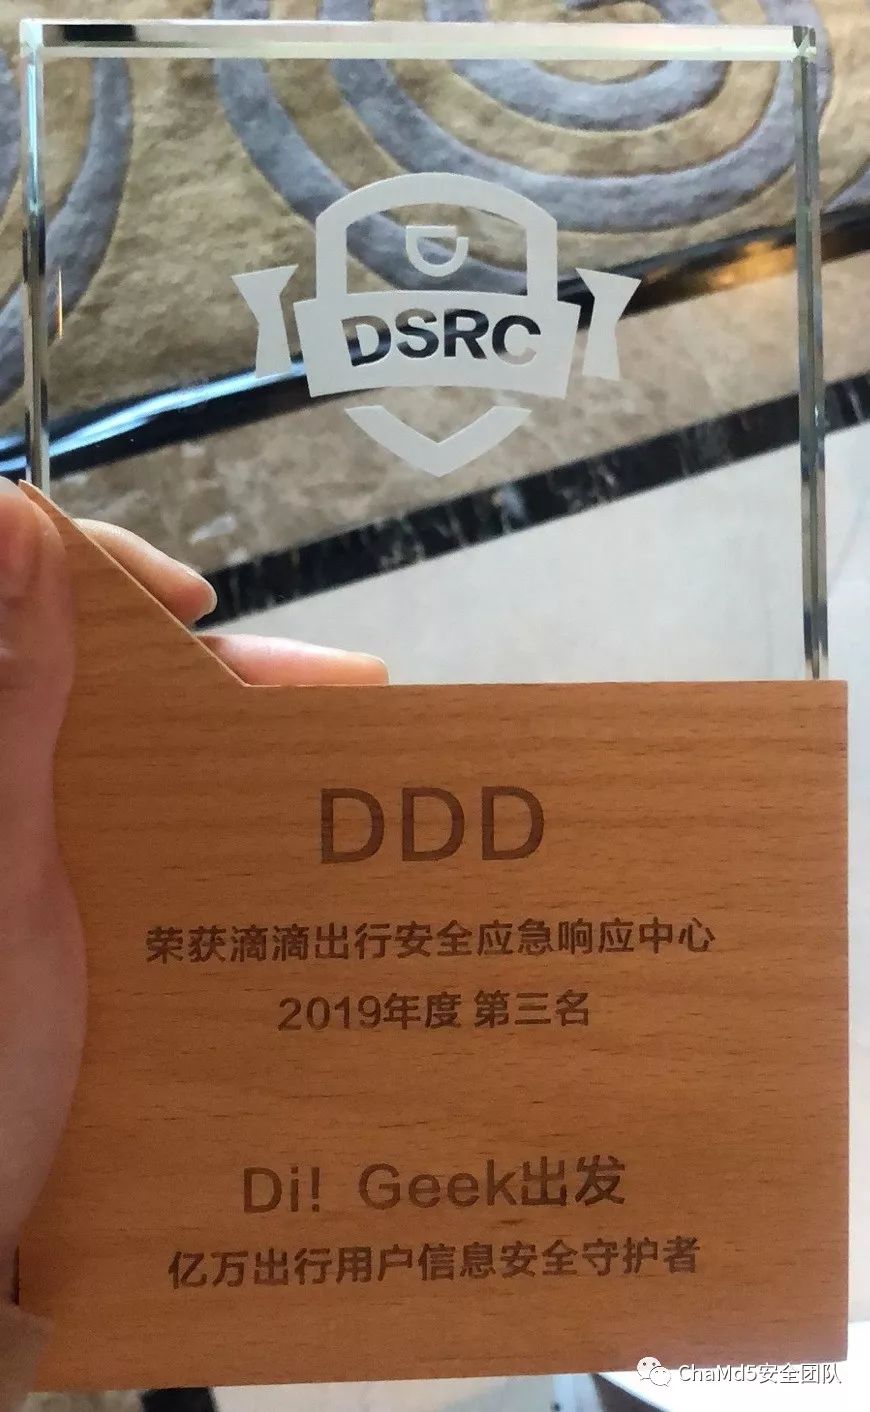 DSRC
DDD
荣获滴滴出行安全应急响应中心
2019年度 第三名
Di! Geek出发
亿万出行用户信息安全守护者
ChaMd5安全团队